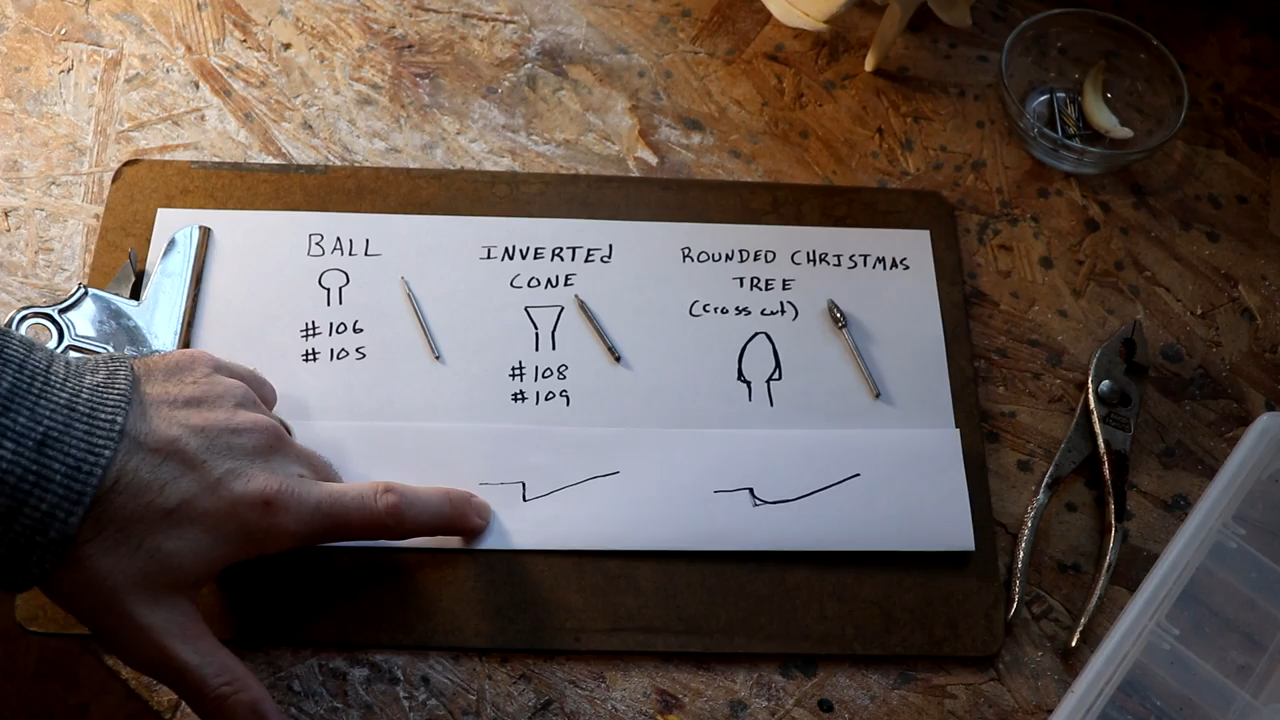 BALL
#106
#105
INVERTEd
CONE
#108
#109
ROUNDED CHRISTMAS
TREE
(cross cut)